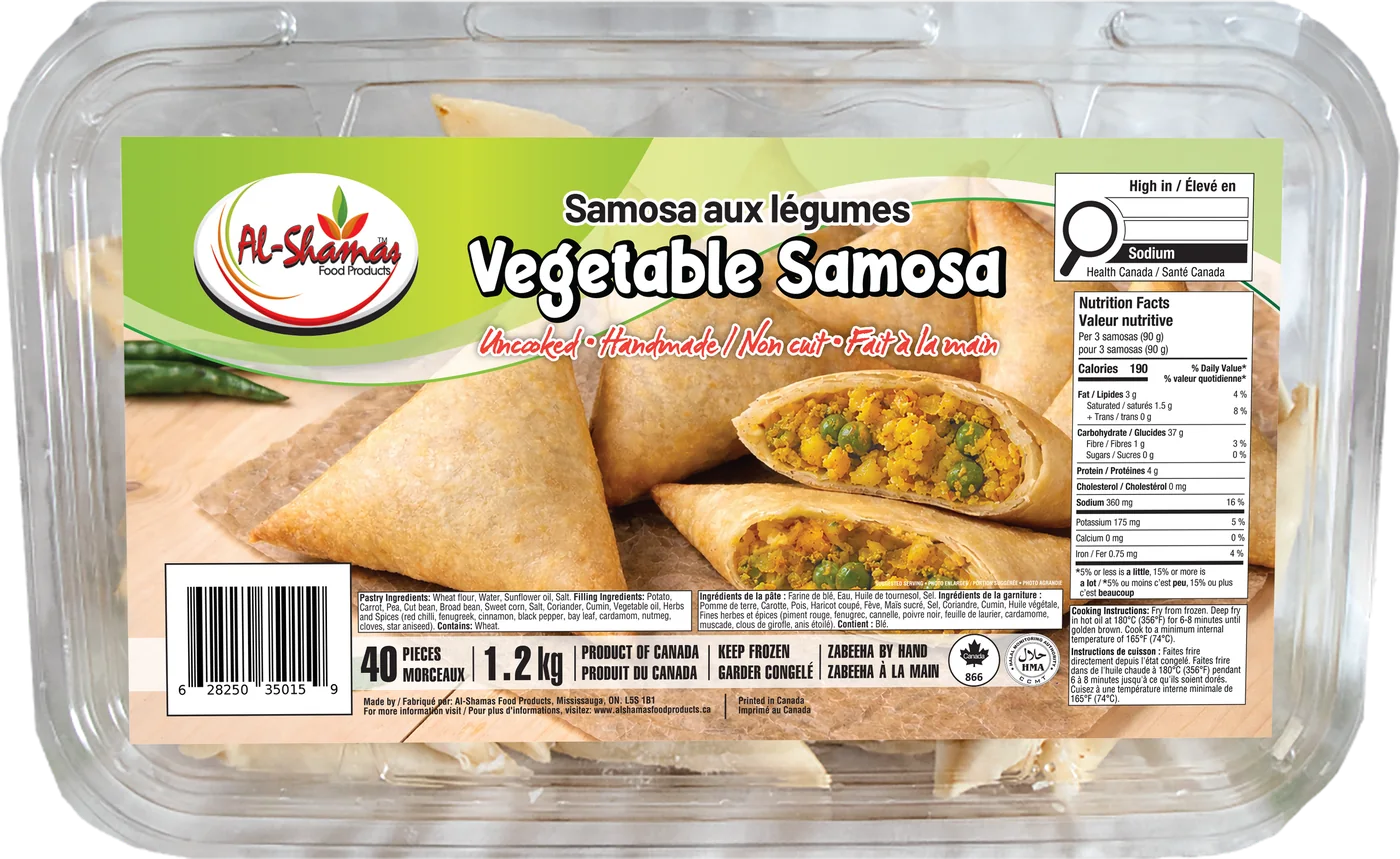 AL-Shamas
TM
Food Products
Samosa aux légumes
Vegetable Samosa
Uncooked • Handmade / Non cuit • Fait à la main
High in / Élevé en
Sodium
Health Canada / Santé Canada
Nutrition Facts
Valeur nutritive
Per 3 samosas (90 g)
pour 3 samosas (90 g)
Calories 190
% Daily Value*
% valeur quotidienne*
Fat / Lipides 3 g 4 %
Saturated / saturés 1.5 g
+ Trans / trans 0 g 8 %
Carbohydrate / Glucides 37 g
Fibre / Fibres 1 g 3 %
Sugars / Sucres 0 g 0 %
Protein / Protéines 4 g
Cholesterol / Cholestérol 0 mg
Sodium 360 mg 16 %
Potassium 175 mg 5 %
Calcium 0 mg 0 %
Iron / Fer 0.75 mg 4 %
*5% or less is a little, 15% or more is
a lot / *5% ou moins c'est peu, 15% ou plus
c'est beaucoup
SUGGESTED SERVING • PHOTO ENLARGED / PORTION SUGGÉRÉE • PHOTO AGRANDIE
Pastry Ingredients: Wheat flour, Water, Sunflower oil, Salt. Filling Ingredients: Potato,
Carrot, Pea, Cut bean, Broad bean, Sweet corn, Salt, Coriander, Cumin, Vegetable oil, Herbs
and Spices (red chilli, fenugreek, cinnamon, black pepper, bay leaf, cardamom, nutmeg,
cloves, star aniseed). Contains: Wheat.
Ingrédients de la pâte : Farine de blé, Eau, Huile de tournesol, Sel. Ingrédients de la garniture :
Pomme de terre, Carotte, Pois, Haricot coupé, Fève, Maïs sucré, Sel, Coriandre, Cumin, Huile végétale,
Fines herbes et épices (piment rouge, fenugrec, cannelle, poivre noir, feuille de laurier, cardamome,
muscade, clous de girofle, anis étoilé). Contient : Blé.
Cooking Instructions: Fry from frozen. Deep fry
in hot oil at 180°C (356°F) for 6-8 minutes until
golden brown. Cook to a minimum internal
temperature of 165°F (74°C).
Instructions de cuisson : Faites frire
directement depuis l'état congelé. Faites frire
dans de l'huile chaude à 180°C (356°F) pendant
6 à 8 minutes jusqu'à ce qu'ils soient dorés.
Cuisez à une température interne minimale de
165°F (74°C).
40 PIECES
MORCEAUX
1.2 kg
PRODUCT OF CANADA
PRODUIT DU CANADA
KEEP FROZEN
GARDER CONGELÉ
ZABEEHA BY HAND
ZABEEHA À LA MAIN
Canada
866
HALAL MONITORING AUTHORITY
حلال
HMA
CCMT
6 28250 35015 9
Made by / Fabriqué par: Al-Shamas Food Products, Mississauga, ON. L5S 1B1
For more information visit / Pour plus d'informations, visitez: www.alshamasfoodproducts.ca
Printed in Canada
Imprimé au Canada